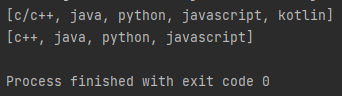 [c/c++, java, python, javascript, kotlin]
[c++, java, python, javascript]
Process finished with exit code 0